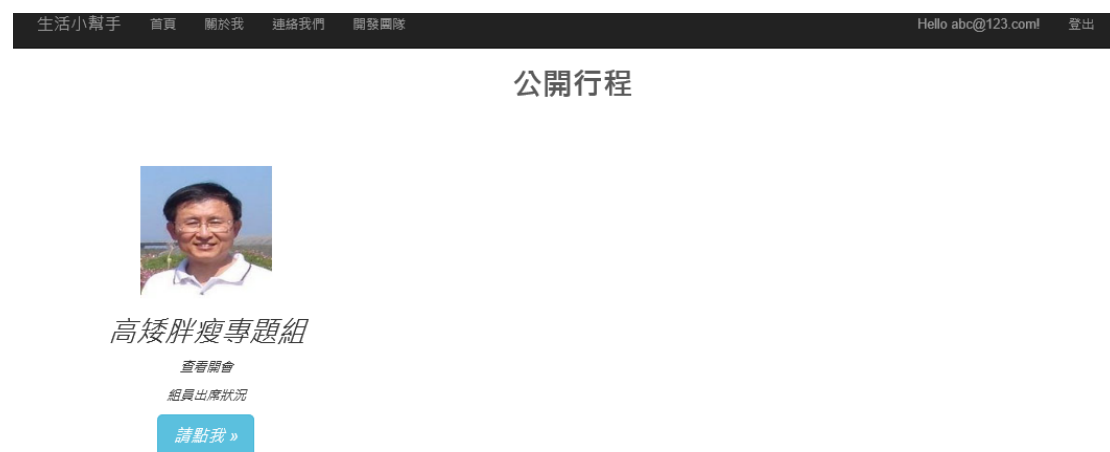 生活小幫手 首頁 關於我 連絡我們 開發團隊 Hello abc@123.com! 登出
公開行程
高矮胖瘦專題組
查看開會
組員出席狀況
請點我 »